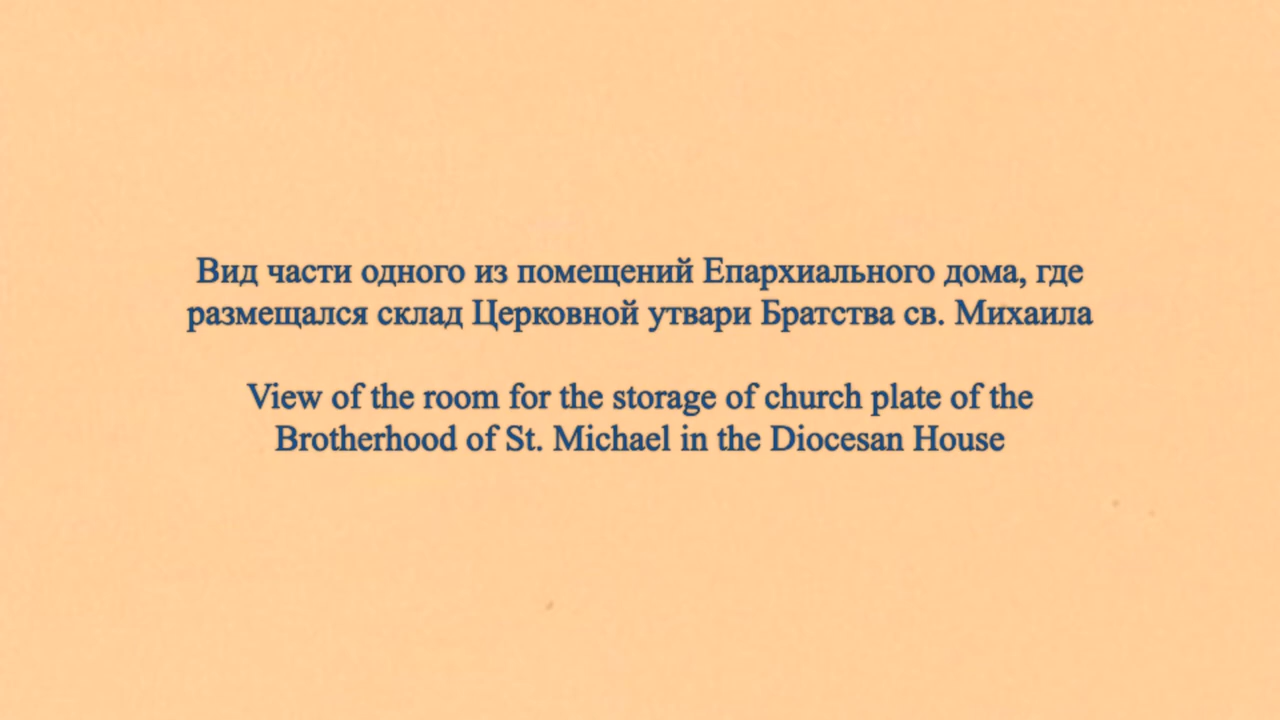 Вид части одного из помещений Епархиального дома, где
размещался склад Церковной утвари Братства св. Михаила
View of the room for the storage of church plate of the
Brotherhood of St. Michael in the Diocesan House